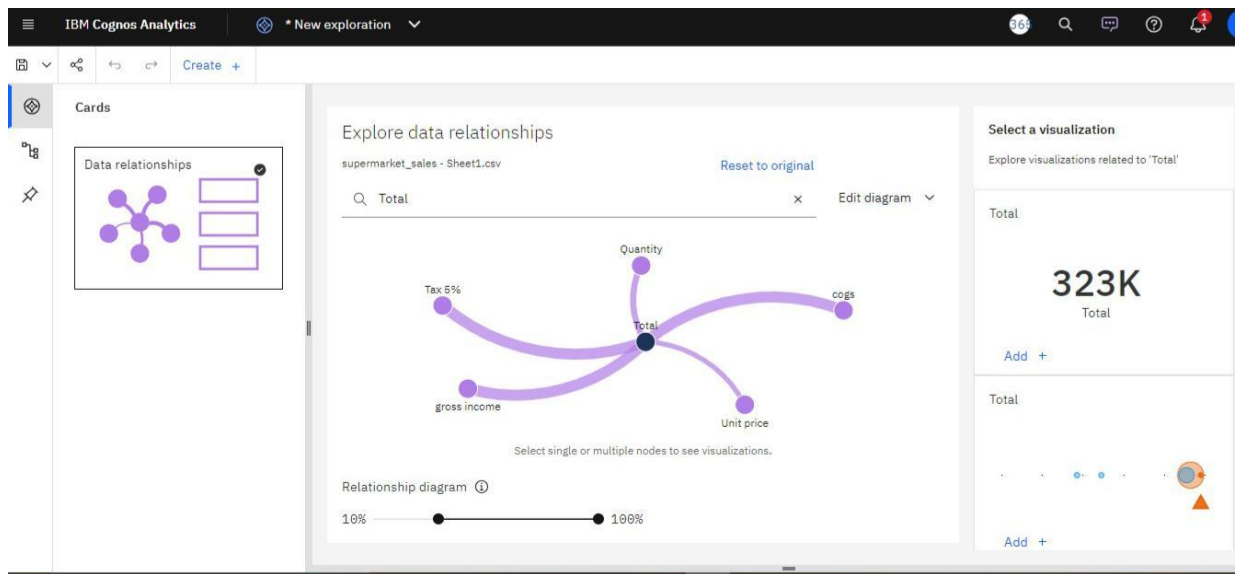 IBM Cognos Analytics
* New exploration
1
Create +
Cards
Data relationships
Explore data relationships
supermarket_sales - Sheet1.csv
Reset to original
Total
Edit diagram
Quantity
Tax 5%
cogs
Total
gross income
Unit price
Select single or multiple nodes to see visualizations.
Relationship diagram
10%
100%
Select a visualization
Explore visualizations related to 'Total'
Total
323K
Total
Add +
Total
Add +